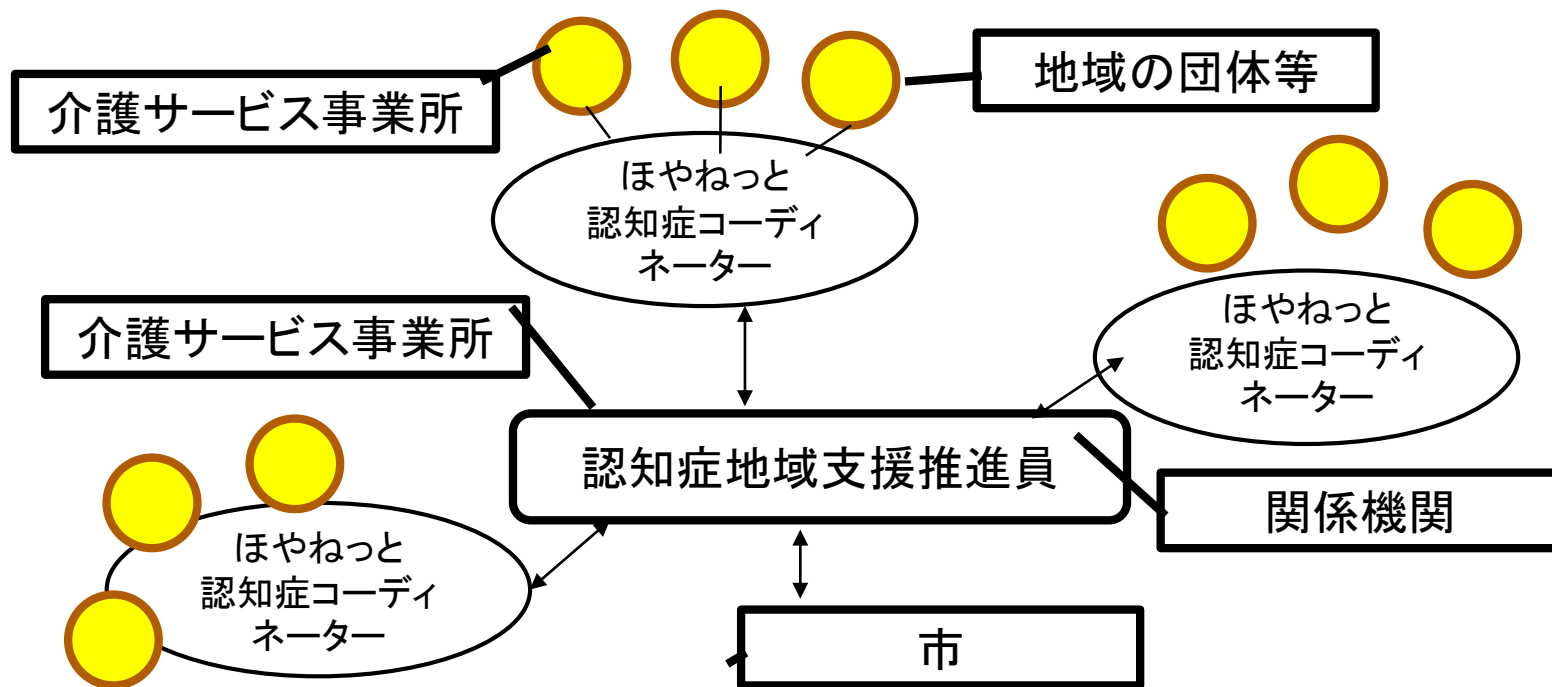 介護サービス事業所
地域の団体等
ほやねっと
認知症コーディ
ネーター
介護サービス事業所
ほやねっと
認知症コーディ
ネーター
認知症地域支援推進員
関係機関
ほやねっと
認知症コーディ
ネーター
市